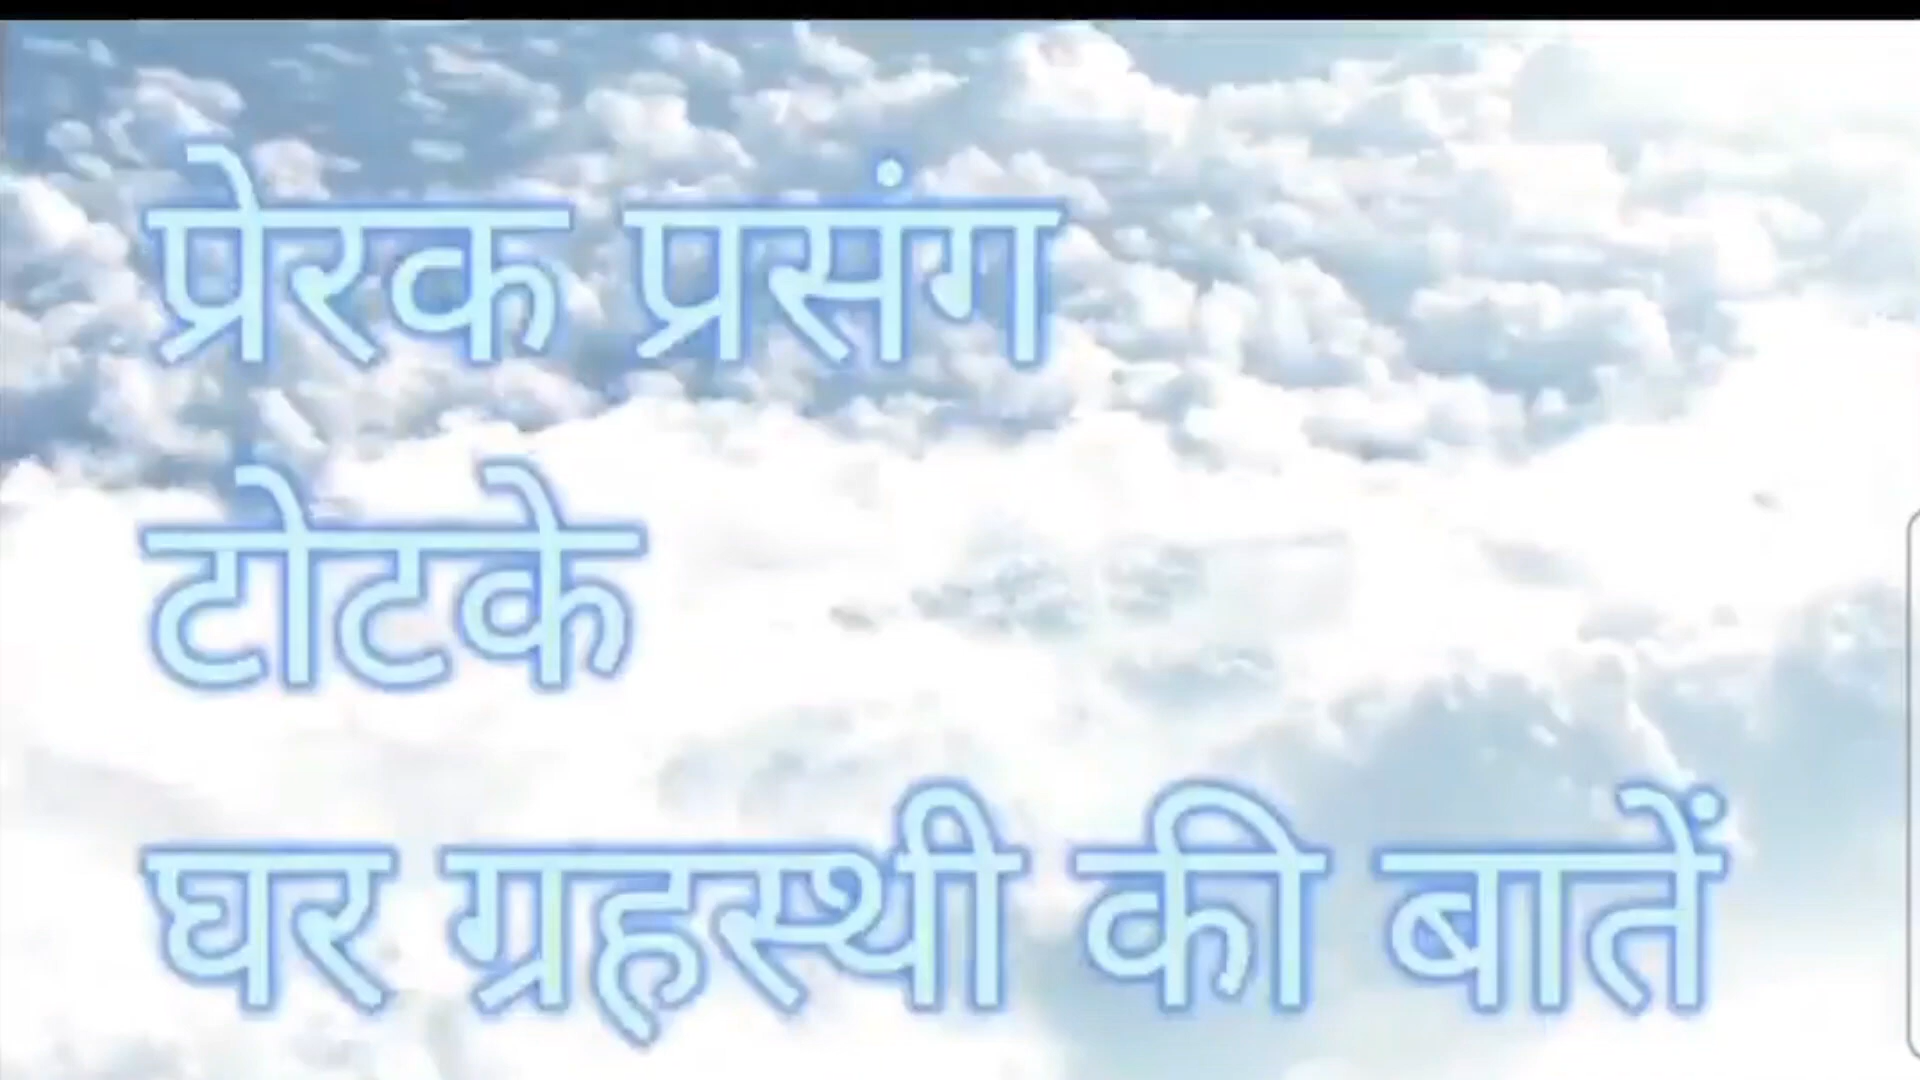 प्रेरक प्रसंग
टोटके
घर ग्रहस्थी की बातें